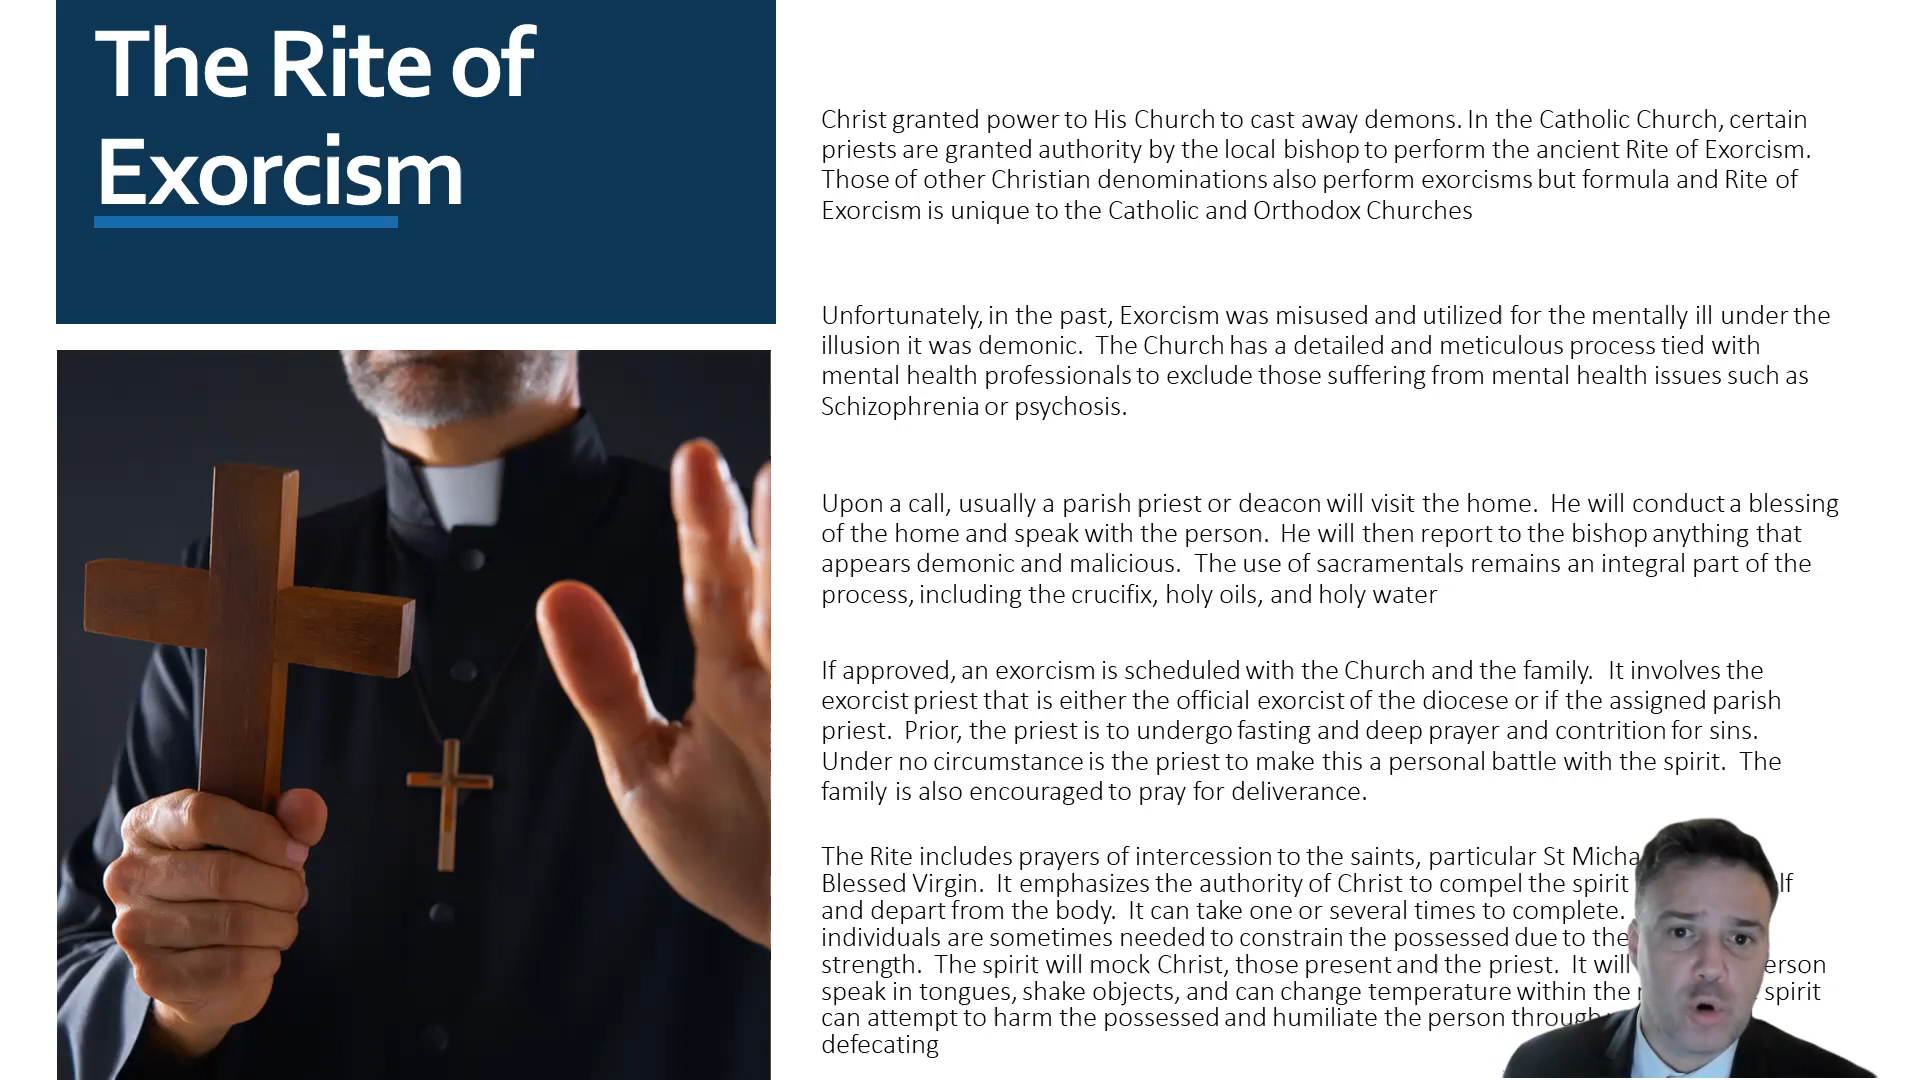 The Rite of
Exorcism
Christ granted power to His Church to cast away demons. In the Catholic Church, certain
priests are granted authority by the local bishop to perform the ancient Rite of Exorcism.
Those of other Christian denominations also perform exorcisms but formula and Rite of
Exorcism is unique to the Catholic and Orthodox Churches
Unfortunately, in the past, Exorcism was misused and utilized for the mentally ill under the
illusion it was demonic. The Church has a detailed and meticulous process tied with
mental health professionals to exclude those suffering from mental health issues such as
Schizophrenia or psychosis.
Upon a call, usually a parish priest or deacon will visit the home. He will conduct a blessing
of the home and speak with the person. He will then report to the bishop anything that
appears demonic and malicious. The use of sacramentals remains an integral part of the
process, including the crucifix, holy oils, and holy water
If approved, an exorcism is scheduled with the Church and the family. It involves the
exorcist priest that is either the official exorcist of the diocese or if the assigned parish
priest. Prior, the priest is to undergo fasting and deep prayer and contrition for sins.
Under no circumstance is the priest to make this a personal battle with the spirit. The
family is also encouraged to pray for deliverance.
The Rite includes prayers of intercession to the saints, particular St
Blessed Virgin. It emphasizes the authority of Christ to compel the spirit
and depart from the body. It can take one or several times to complete.
individuals are sometimes needed to constrain the possessed due to the
strength. The spirit will mock Christ, those present and the priest. It will
speak in tongues, shake objects, and can change temperature within the spirit
can attempt to harm the possessed and humiliate the person through
defecating